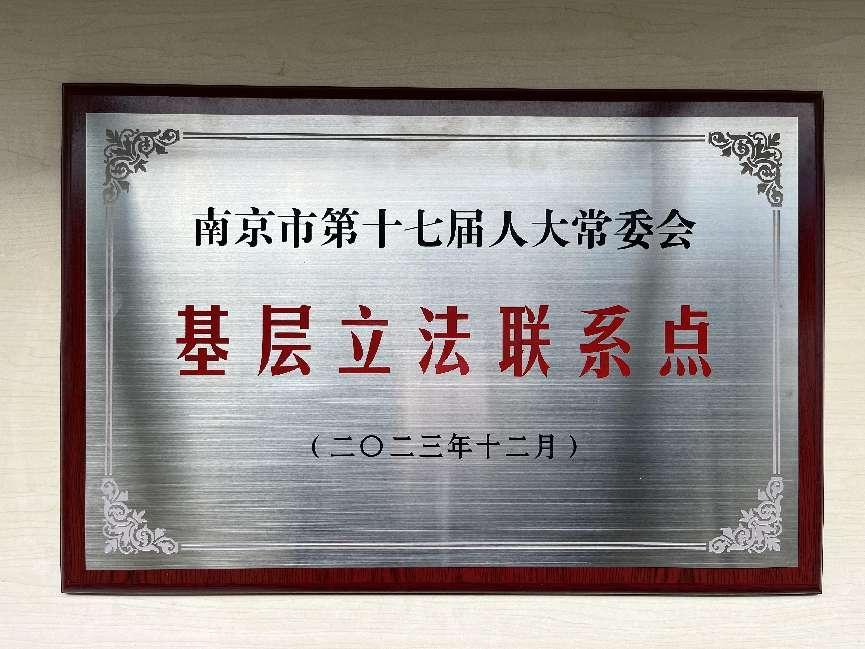 南京市第十七届人大常委会
基层立法联系点
（二〇二三年十二月）